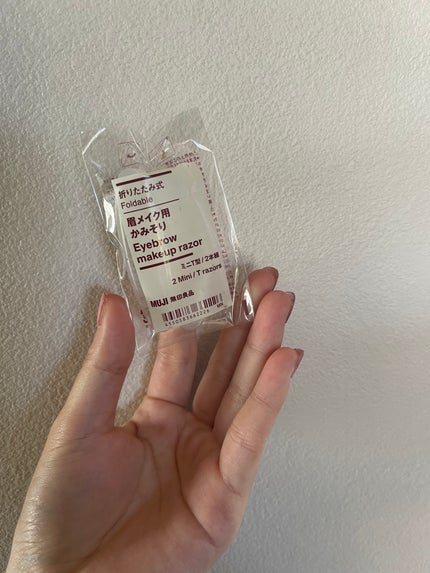 折りたたみ式
Foldable
眉メイク用
かみそり
Eyebrow
makeup razor
ミニT型 / 2本組
2 Mini / T razors
MUJI 無印良品
4550583682226